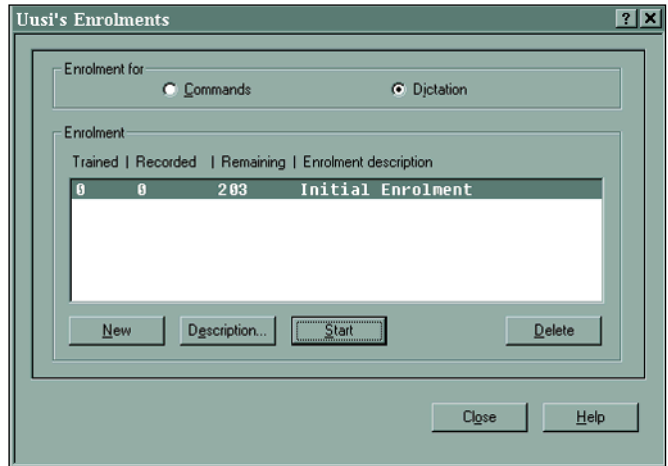 Uusi's Enrolments ? X
Enrolment for
Commands Dictation
Enrolment
Trained | Recorded | Remaining | Enrolment description
0 0 203 Initial Enrolment
New Description... Start Delete
Close Help